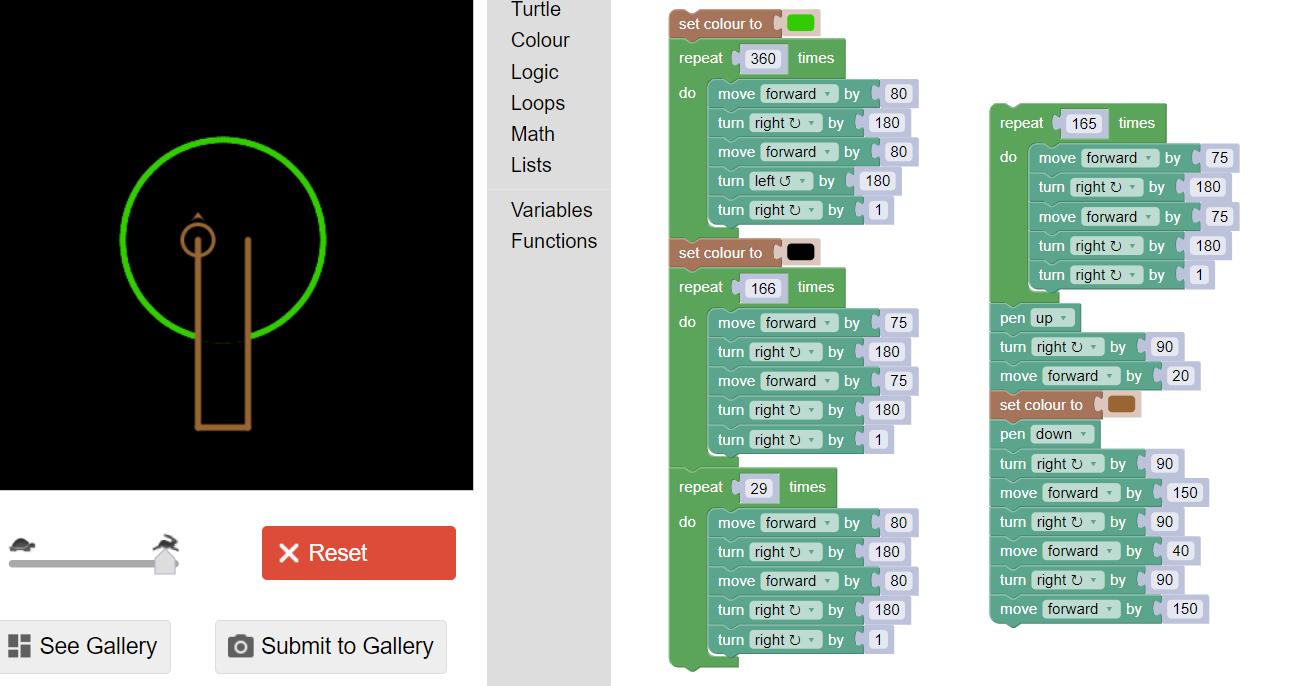 Turtle
Colour
Logic
Loops
Math
Lists
Variables
Functions
Reset
See Gallery
Submit to Gallery
set colour to
repeat 360 times
do move forward by 80
turn right ↻ by 180
move forward by 80
turn left ↺ by 180
turn right ↻ by 1
set colour to
repeat 166 times
do move forward by 75
turn right ↻ by 180
move forward by 75
turn right ↻ by 180
turn right ↻ by 1
repeat 29 times
do move forward by 80
turn right ↻ by 180
move forward by 80
turn right ↻ by 180
turn right ↻ by 1
repeat 165 times
do move forward by 75
turn right ↻ by 180
move forward by 75
turn right ↻ by 180
turn right ↻ by 1
pen up
turn right ↻ by 90
move forward by 20
set colour to
pen down
turn right ↻ by 90
move forward by 150
turn right ↻ by 90
move forward by 40
turn right ↻ by 90
move forward by 150